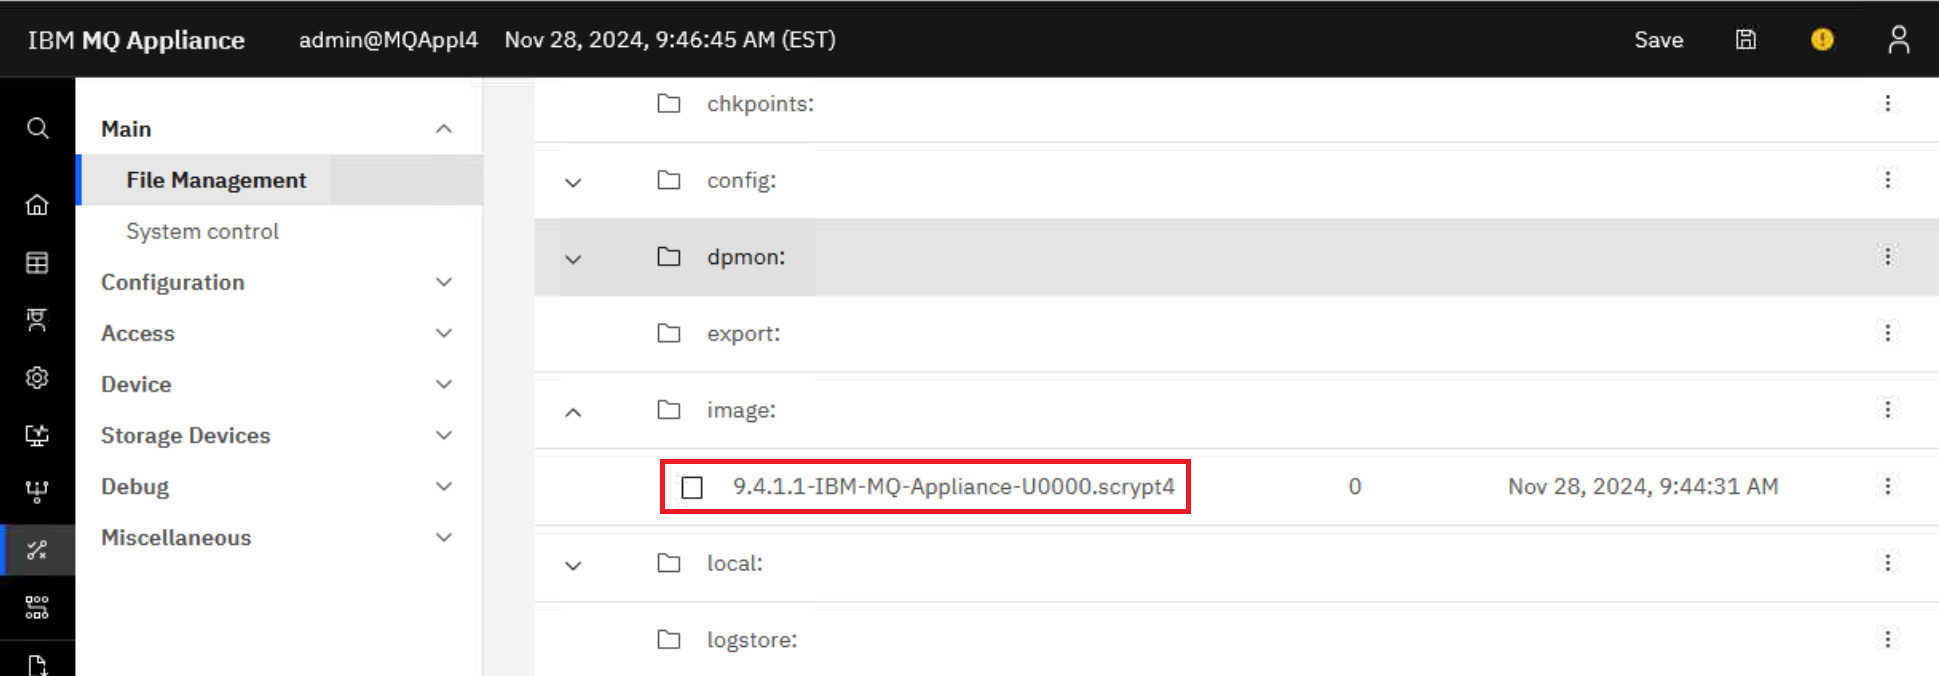 IBM MQ Appliance admin@MQAppl4 Nov 28, 2024, 9:46:45 AM (EST) Save
Main
File Management
System control
Configuration
Access
Device
Storage Devices
Debug
Miscellaneous
chkpoints:
config:
dpmon:
export:
image:
9.4.1.1-IBM-MQ-Appliance-U0000.scrypt4 0 Nov 28, 2024, 9:44:31 AM
local:
logstore: